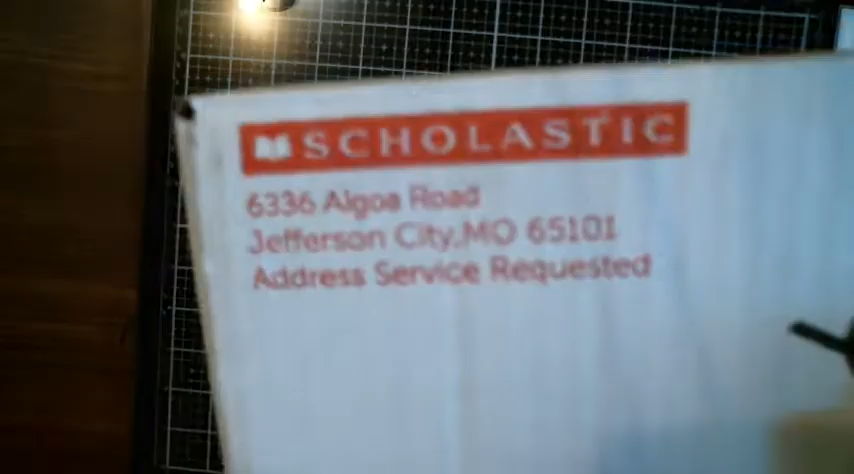 SCHOLASTIC
6336 Algoa Road
Jefferson City,MO 65101
Address Service Requested